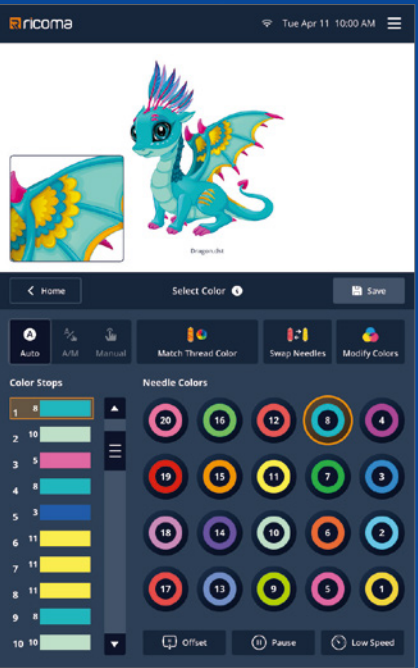 ricoma
Tue Apr 11 10:00 AM
Dragon.dst
Home
Select Color
Save
A
Auto
A/M
Manual
Match Thread Color
Swap Needles
Modify Colors
Color Stops
Needle Colors
1 8
2 10
3 5
4 8
5 3
6 11
7 11
8 11
9 8
10 10
20 16 12 8 4
19 15 11 7 3
18 14 10 6 2
17 13 9 5 1
Offset
Pause
Low Speed